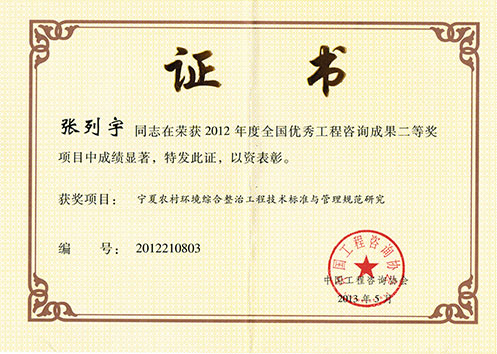 证 书
张列宇 同志在荣获 2012 年度全国优秀工程咨询成果二等奖
项目中成绩显著，特发此证，以资表彰。
获奖项目： 宁夏农村环境综合整治工程技术标准与管理规范研究
编 号： 2012210803
中国工程咨询协会
中国工程咨询协会
2013 年 5 月